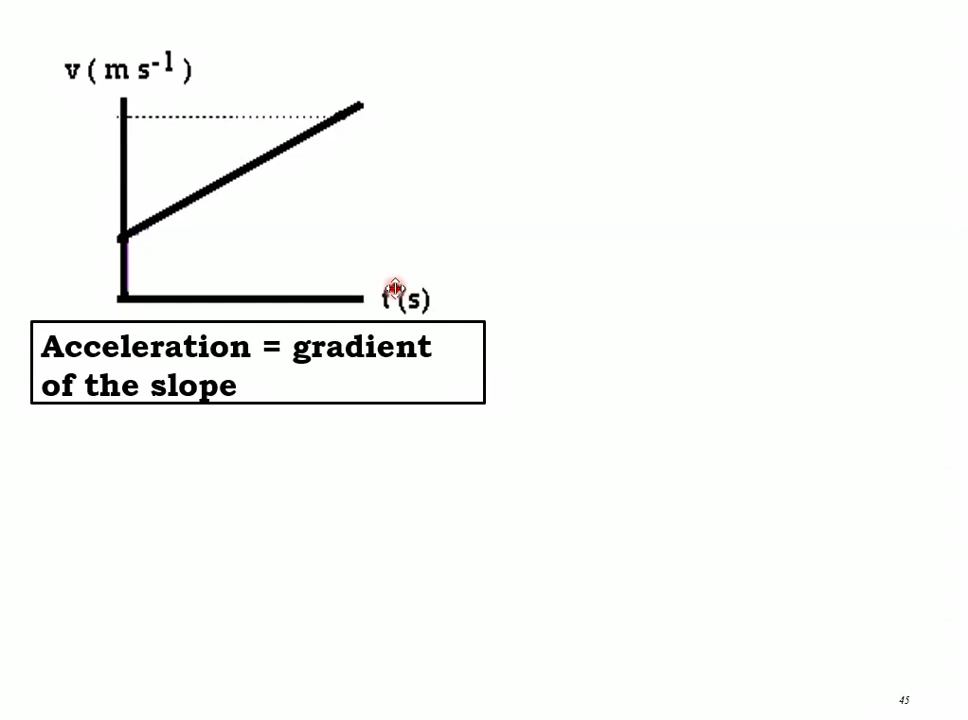 v ( m s⁻¹ )
t (s)
Acceleration = gradient
of the slope
45